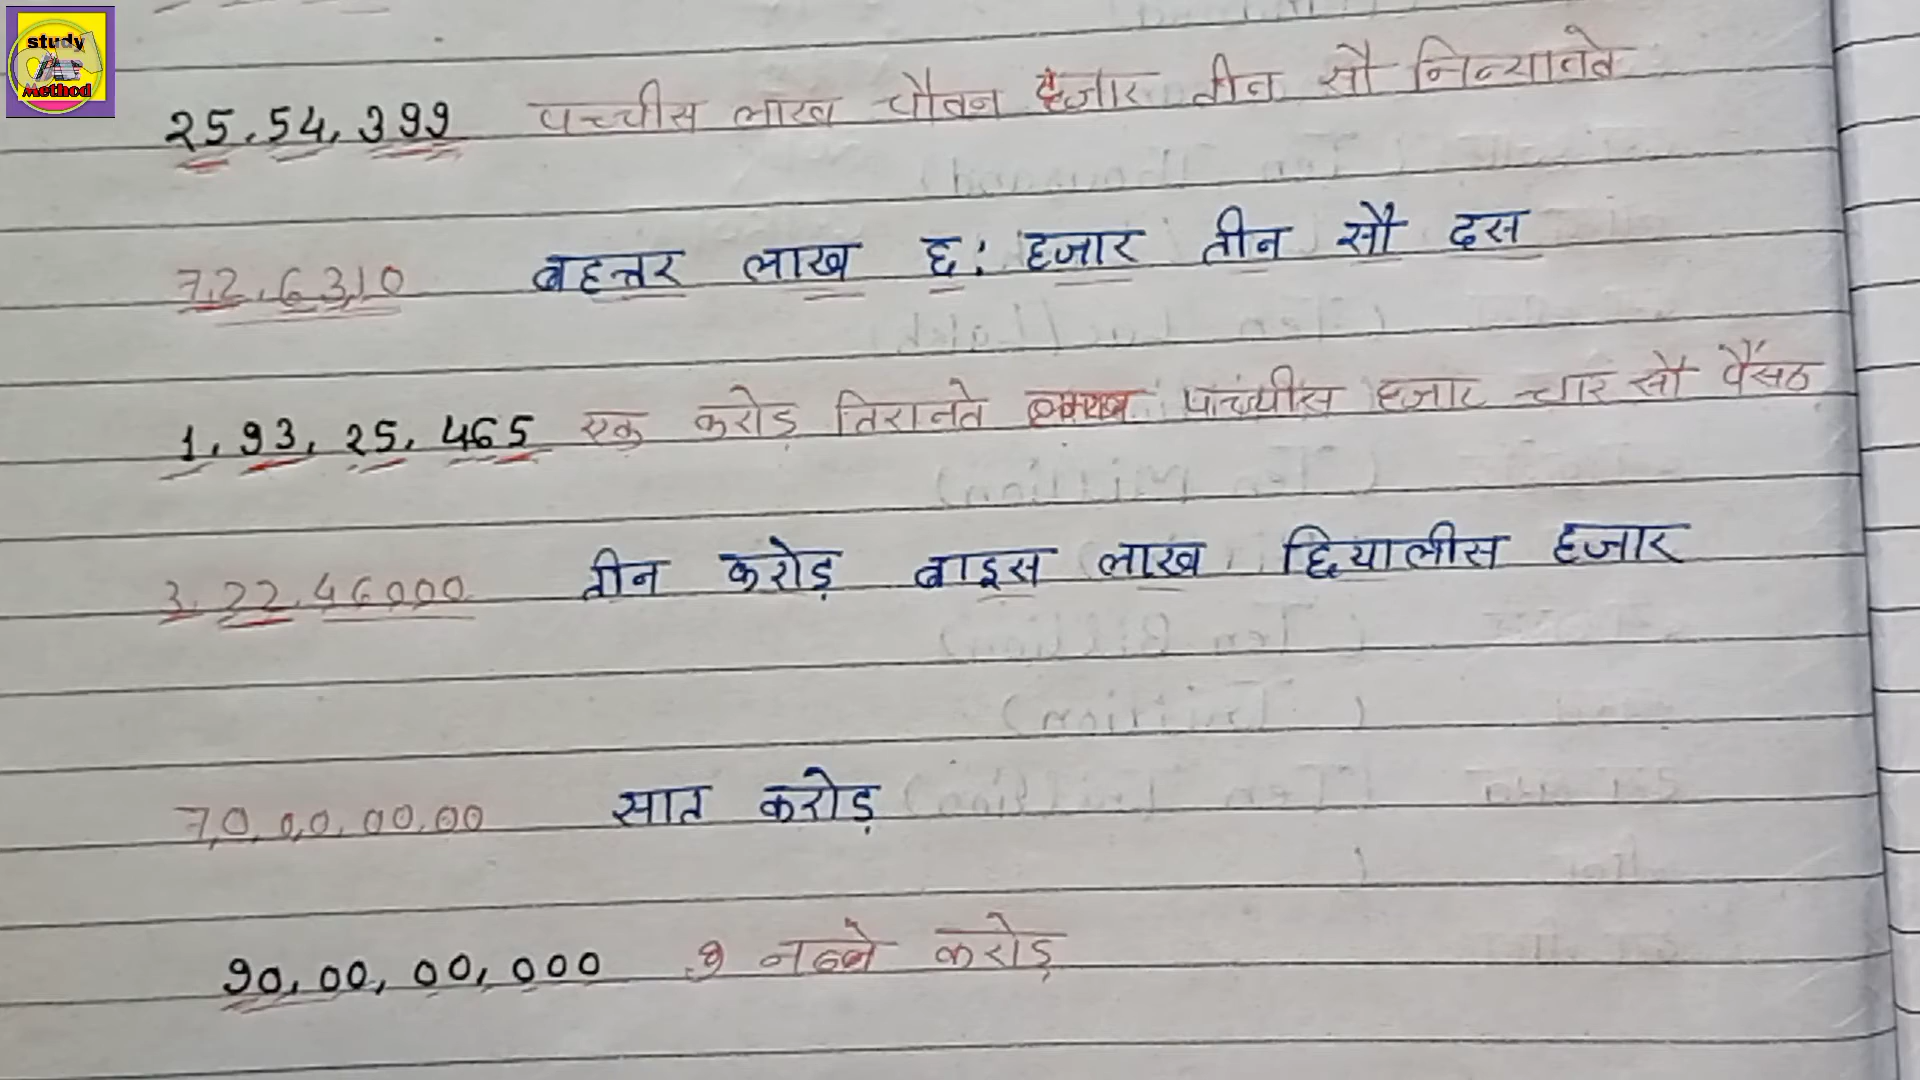 study
Method
25,54,399 पच्चीस लाख चौवन हजार तीन सौ निन्यानवे
72,6310 बहत्तर लाख छ: हजार तीन सौ दस
1,93,25,465 एक करोड़ तिरानवे पांच्चीस हजार चार सौ पैंसठ
3,22,46000 तीन करोड़ बाइस लाख छियालीस हजार
7,0,0,0,00,00 सात करोड़
90,00,00,000 9 नब्बे करोड़